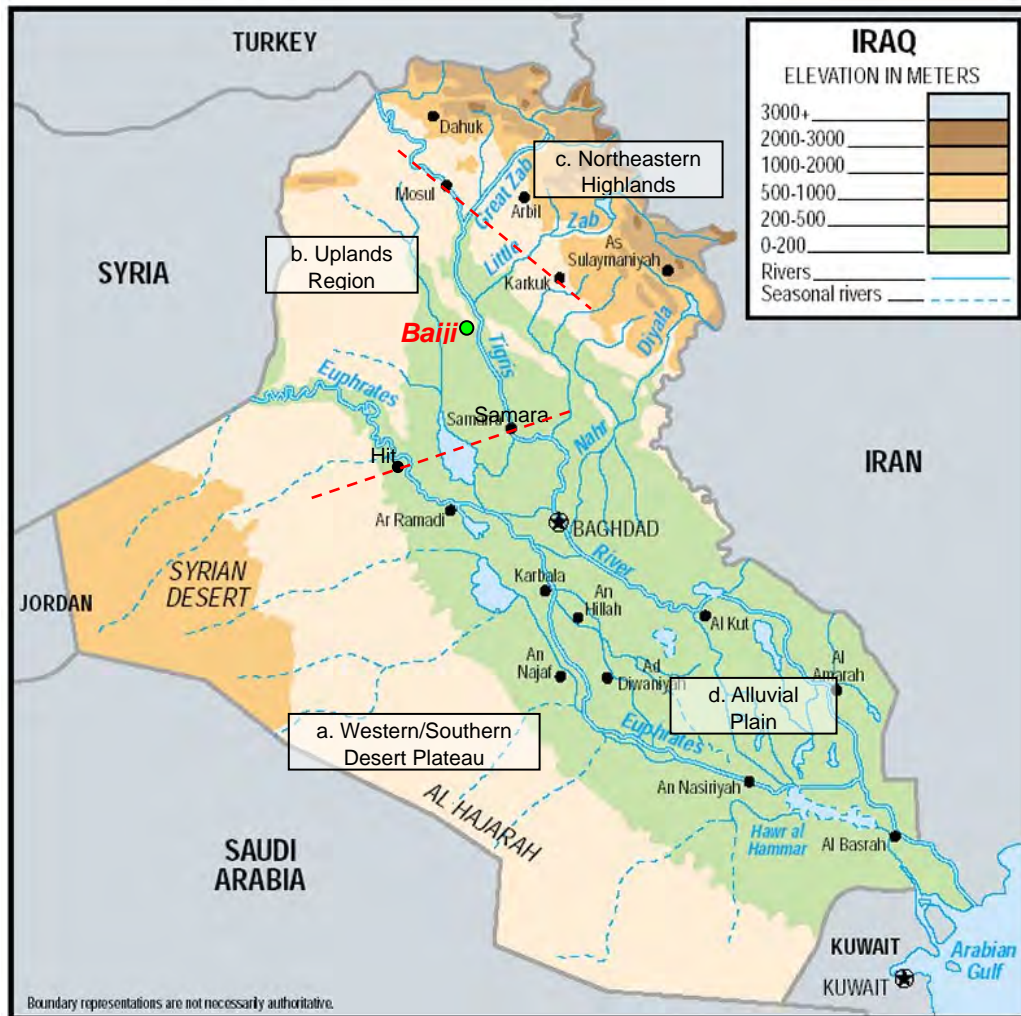 TURKEY
IRAQ
ELEVATION IN METERS
3000+
2000-3000
1000-2000
500-1000
200-500
0-200
Rivers
Seasonal rivers
Dahuk
c. Northeastern
Highlands
Mosul
Great Zab
Arbil
Little
Zab
As
Sulaymaniyah
b. Uplands
Region
SYRIA
Karkuk
Diyala
Baiji
Tigris
Euphrates
Samara
Samarra
Nahr
Hit
IRAN
Ar Ramadi
BAGHDAD
River
SYRIAN
DESERT
JORDAN
Karbala
An
Hillah
Al Kut
An
Najaf
Ad
Diwaniyah
Al
Amarah
d. Alluvial
Plain
a. Western/Southern
Desert Plateau
Euphrates
An Nasiriyah
AL HAJARAH
Hawr al
Hammar
Al Basrah
SAUDI
ARABIA
KUWAIT
KUWAIT
Arabian
Gulf
Boundary representations are not necessarily authoritative.